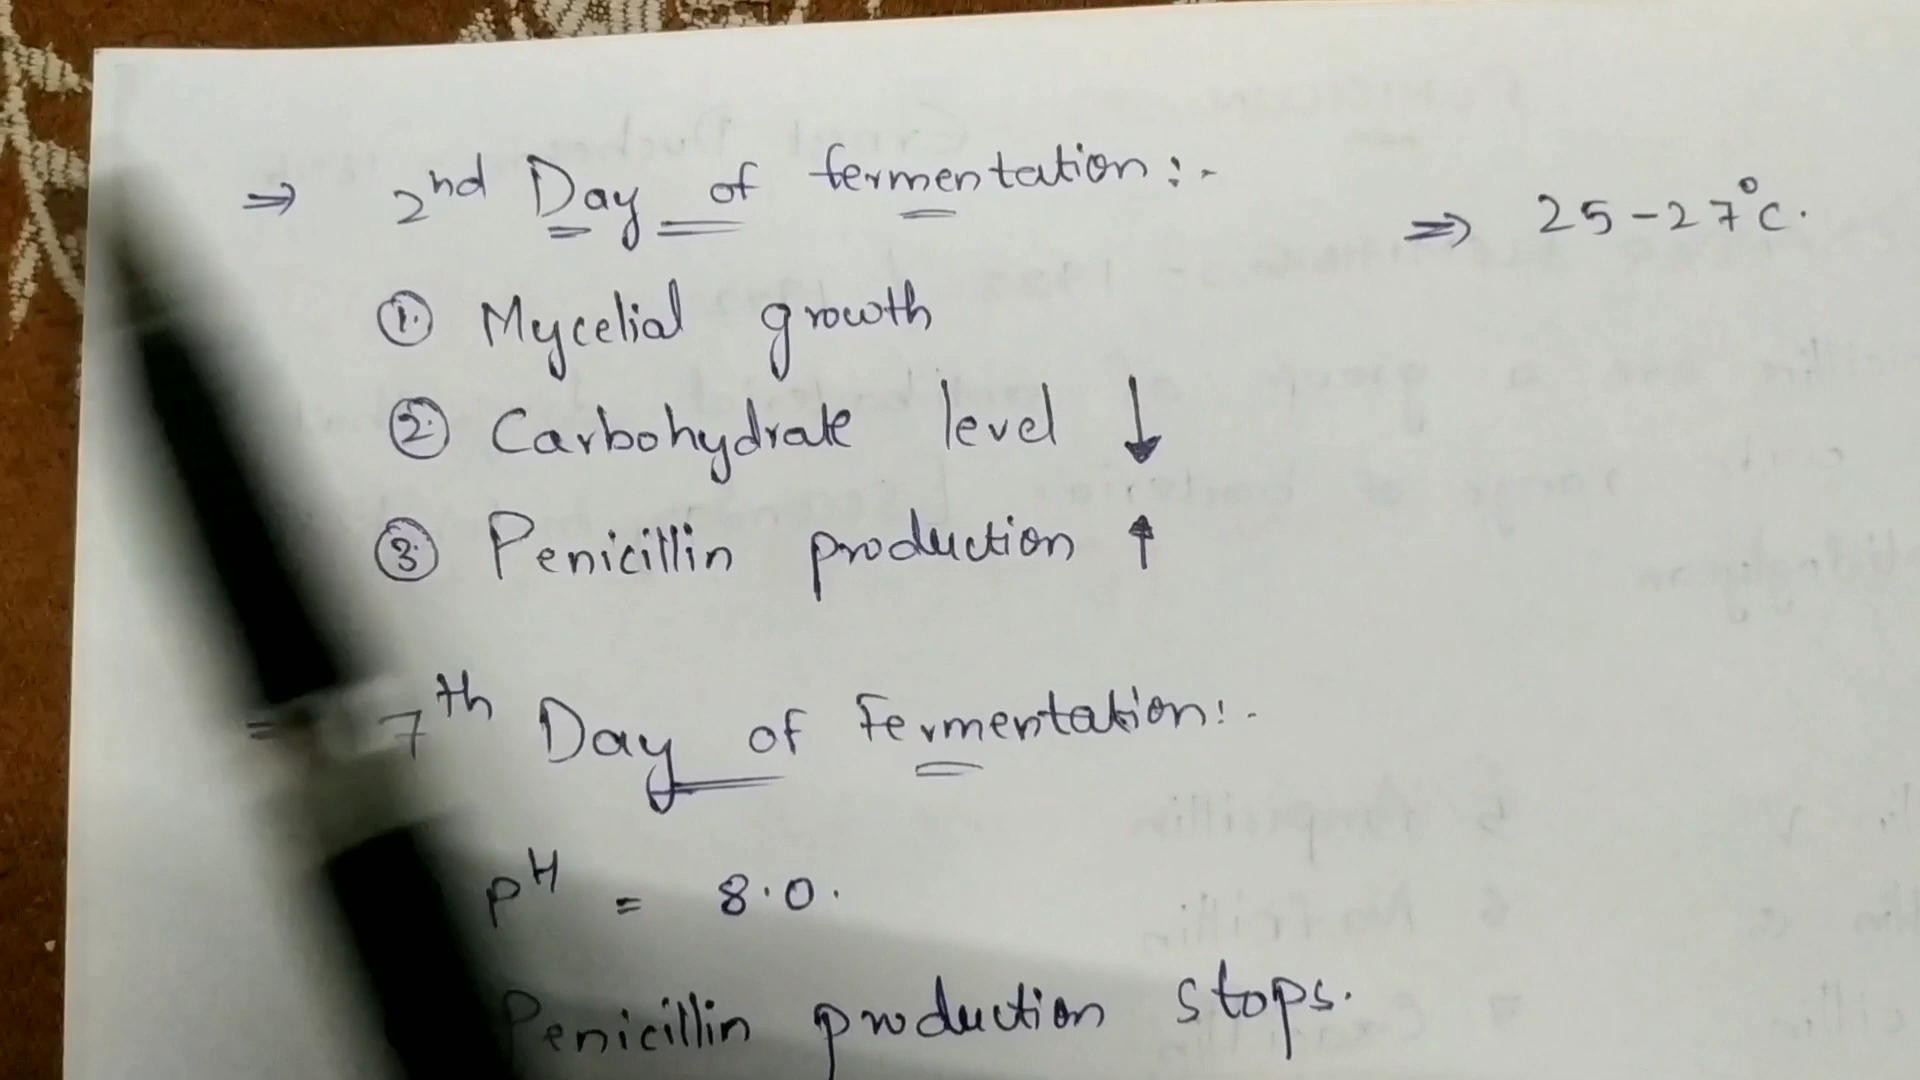 ⇒ 2nd Day of fermentation:-
⇒ 25-27°C.
① Mycelial growth
② Carbohydrate level ↓
③ Penicillin production ↑
= 7th Day of Fermentation:-
pH = 8.0.
Penicillin production stops.